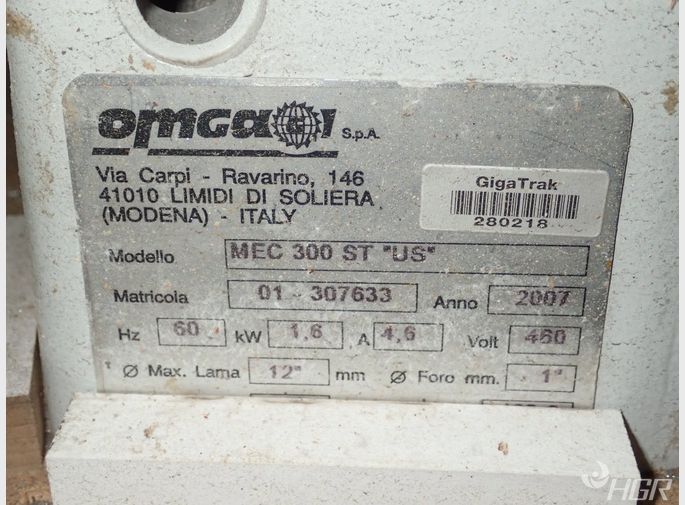 omga S.p.A.
Via Carpi - Ravarino, 146
41010 LIMIDI DI SOLIERA
(MODENA) - ITALY
GigaTrak
280218
Modello MEC 300 ST "US"
Matricola 01 - 307633 Anno 2007
Hz 60 kW 1,6 A 4,6 Volt 460
Ø Max. Lama 12" mm Ø Foro mm. 1"
HGR